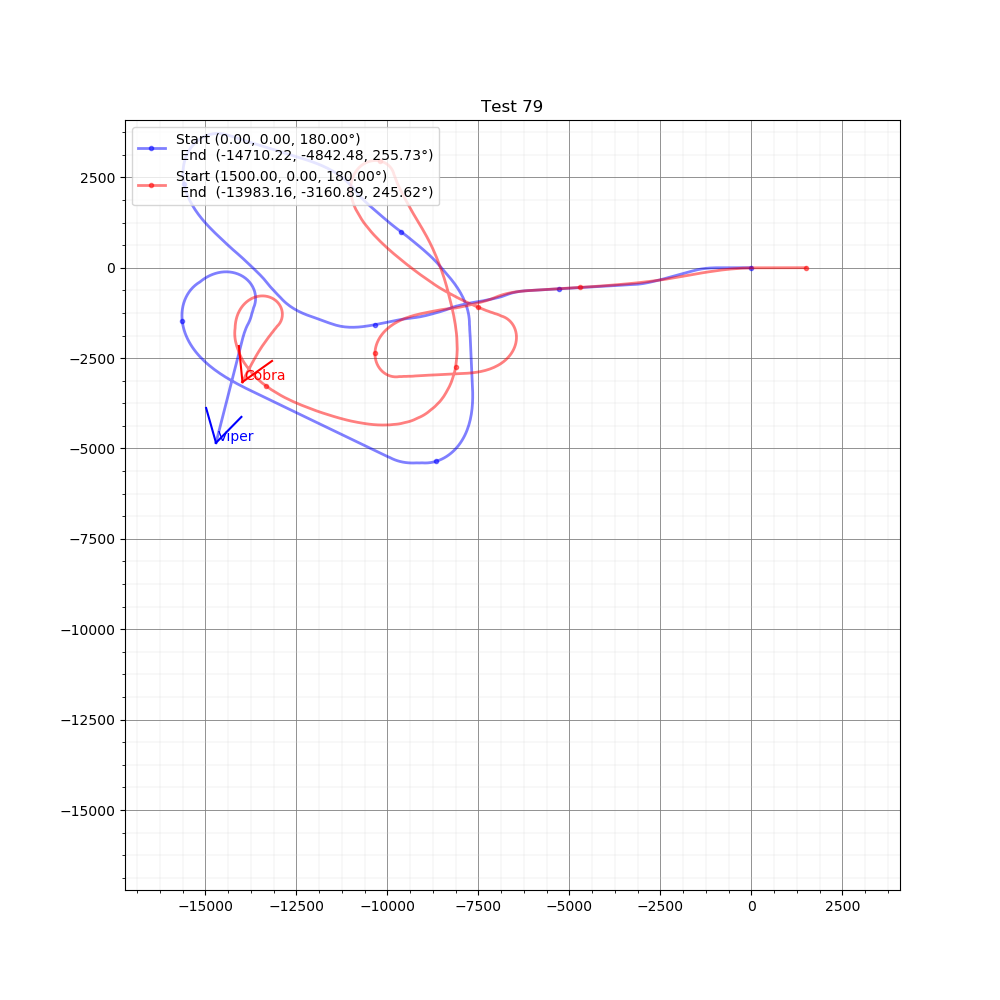 Test 79
Start (0.00, 0.00, 180.00°)
End (-14710.22, -4842.48, 255.73°)
Start (1500.00, 0.00, 180.00°)
End (-13983.16, -3160.89, 245.62°)
2500
0
−2500
−5000
−7500
−10000
−12500
−15000
Cobra
Viper
−15000 −12500 −10000 −7500 −5000 −2500 0 2500